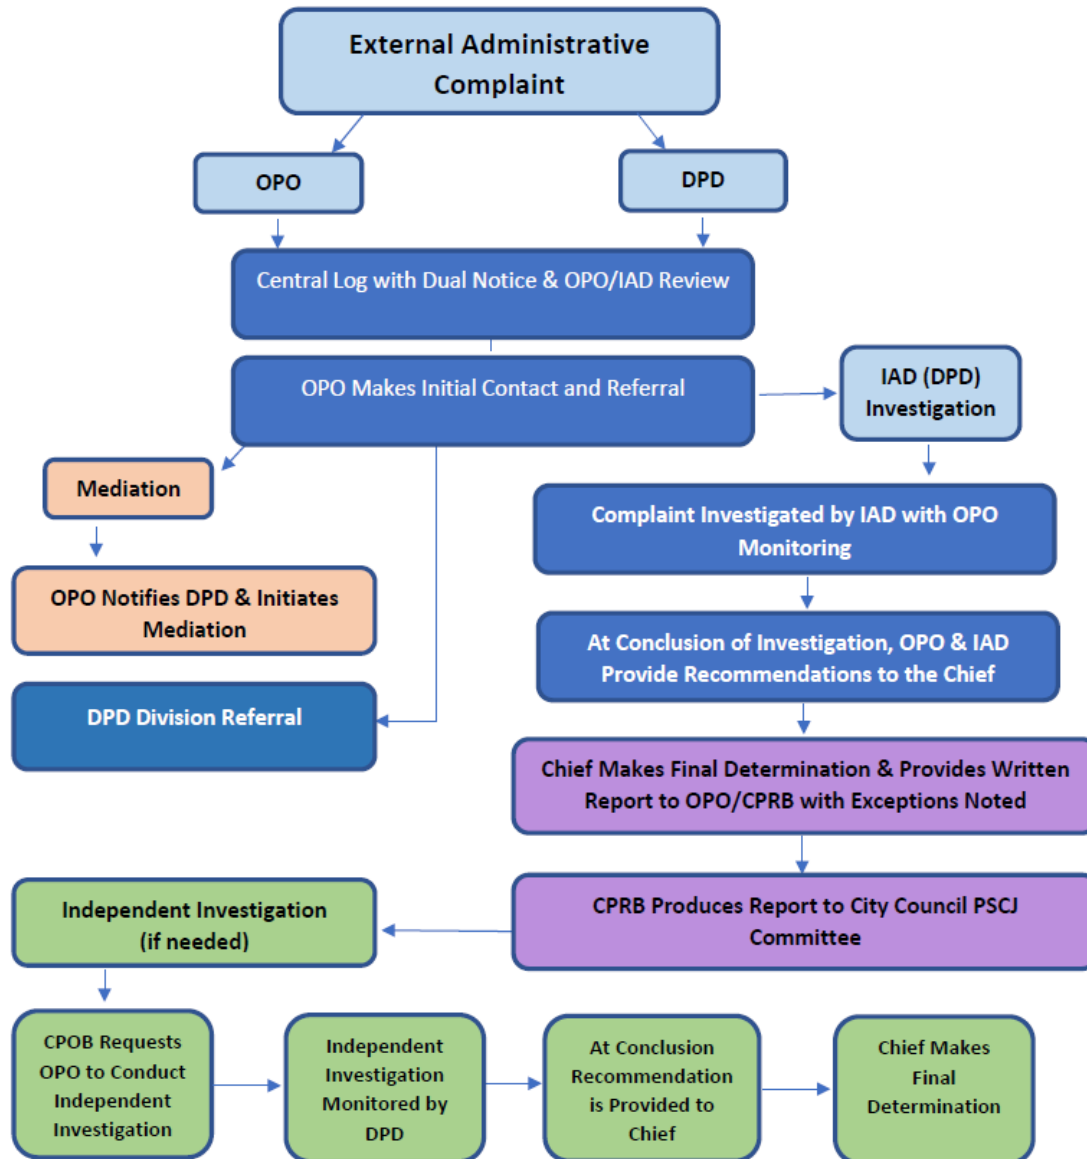 External Administrative
Complaint
OPO
DPD
Central Log with Dual Notice & OPO/IAD Review
OPO Makes Initial Contact and Referral
IAD (DPD)
Investigation
Mediation
Complaint Investigated by IAD with OPO
Monitoring
OPO Notifies DPD & Initiates
Mediation
At Conclusion of Investigation, OPO & IAD
Provide Recommendations to the Chief
DPD Division Referral
Chief Makes Final Determination & Provides Written
Report to OPO/CPRB with Exceptions Noted
CPRB Produces Report to City Council PSCJ
Committee
Independent Investigation
(if needed)
CPOB Requests
OPO to Conduct
Independent
Investigation
Independent
Investigation
Monitored by
DPD
At Conclusion
Recommendation
is Provided to
Chief
Chief Makes
Final
Determination